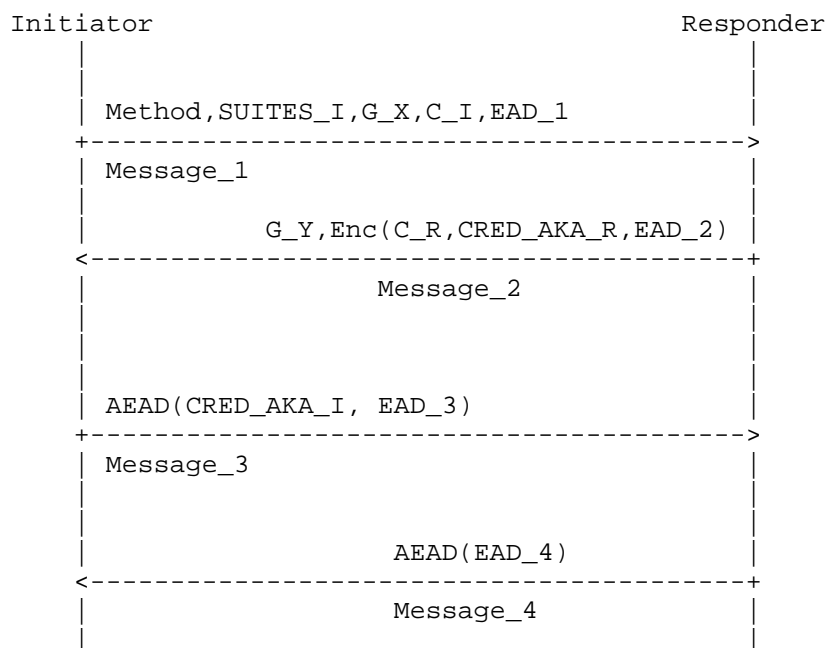 Initiator Responder
Method,SUITES_I,G_X,C_I,EAD_1
Message_1
G_Y,Enc(C_R,CRED_AKA_R,EAD_2)
Message_2
AEAD(CRED_AKA_I, EAD_3)
Message_3
AEAD(EAD_4)
Message_4